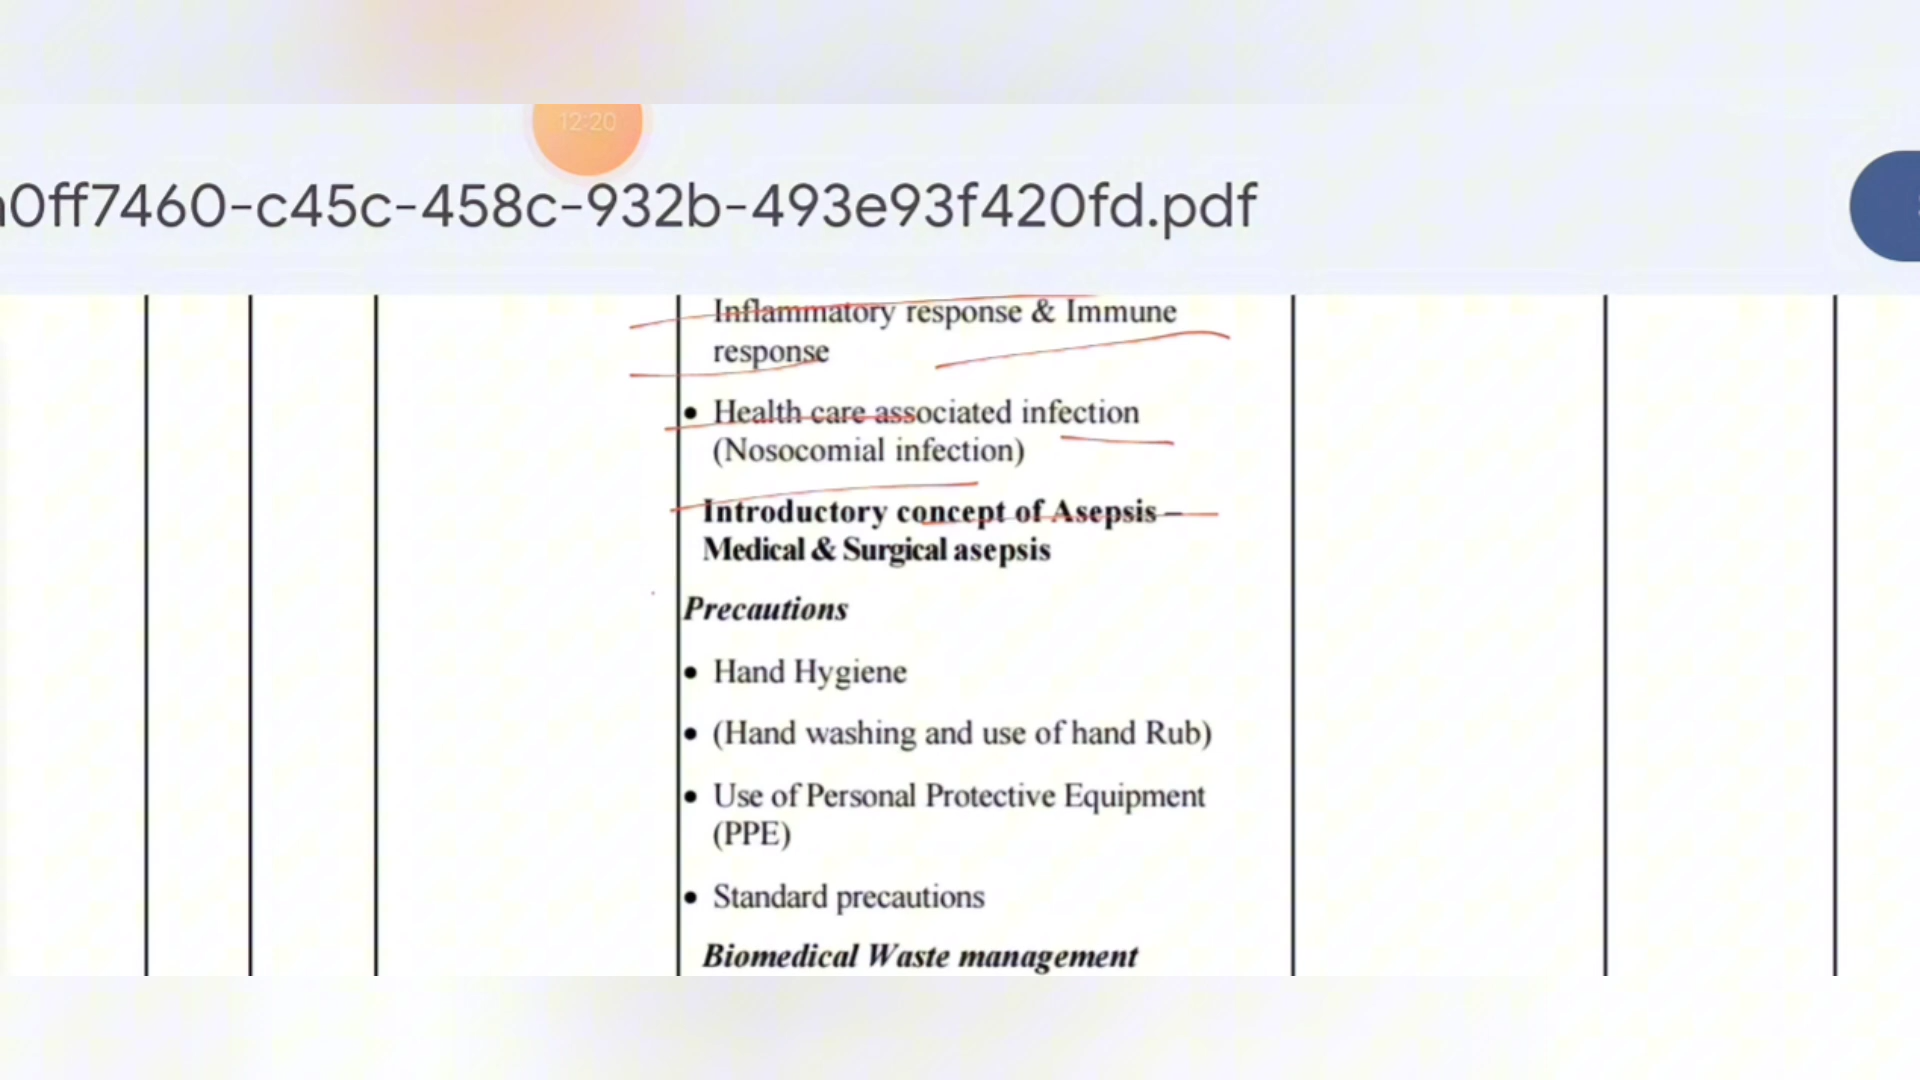 12:20
0ff7460-c45c-458c-932b-493e93f420fd.pdf
Inflammatory response & Immune
response
• Health care associated infection
(Nosocomial infection)
Introductory concept of Asepsis –
Medical & Surgical asepsis
Precautions
• Hand Hygiene
• (Hand washing and use of hand Rub)
• Use of Personal Protective Equipment
(PPE)
• Standard precautions
Biomedical Waste management